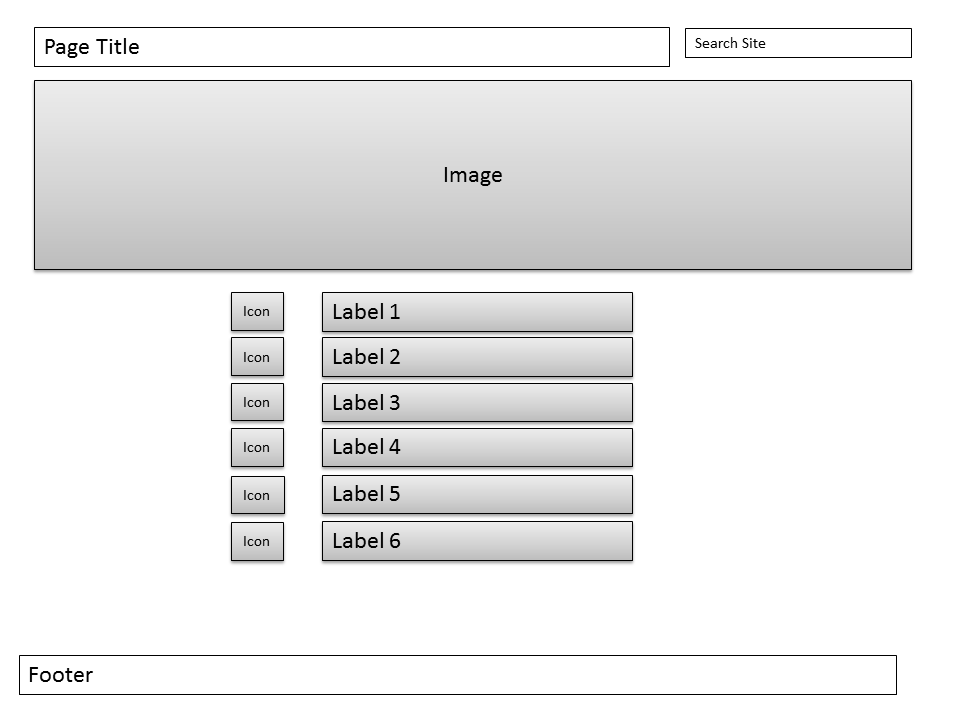 Page Title
Search Site
Image
Icon
Label 1
Icon
Label 2
Icon
Label 3
Icon
Label 4
Icon
Label 5
Icon
Label 6
Footer